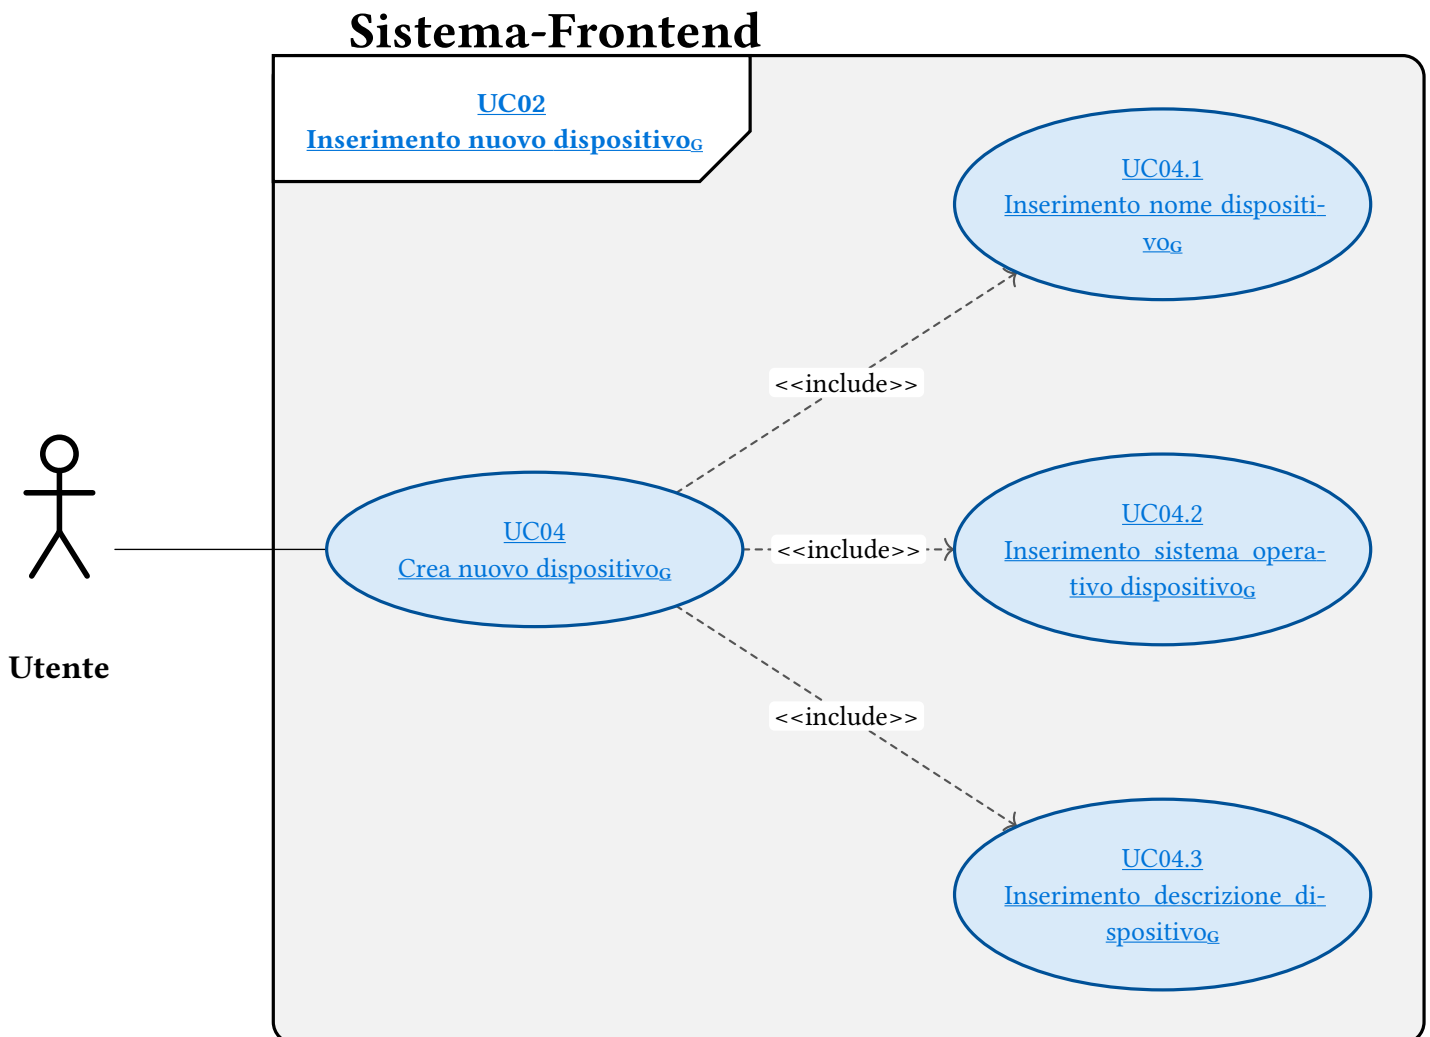 Sistema-Frontend
UC02
Inserimento nuovo dispositivoG
UC04.1
Inserimento nome dispositi-
voG
<<include>>
UC04
Crea nuovo dispositivoG
<<include>>
UC04.2
Inserimento sistema opera-
tivo dispositivoG
Utente
<<include>>
UC04.3
Inserimento descrizione di-
spositivoG